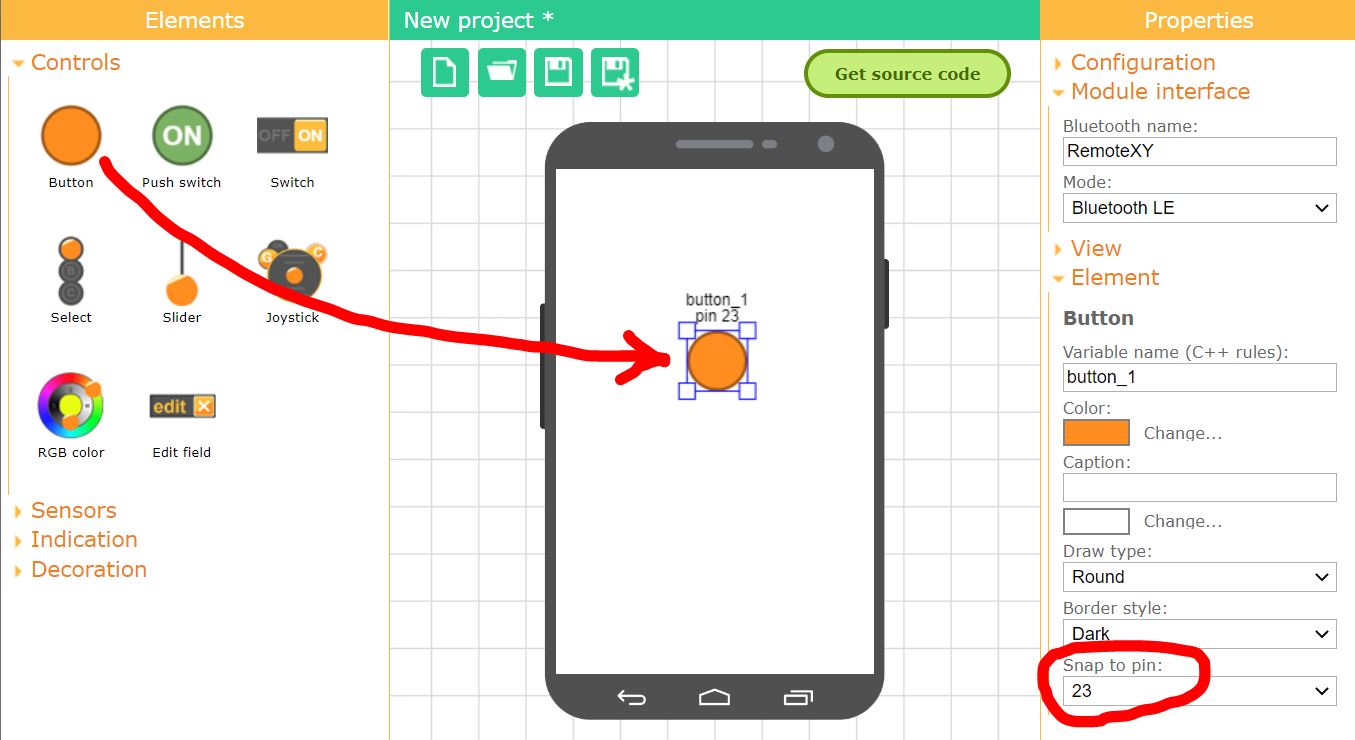 Elements
Controls
Button
ON
Push switch
OFF ON
Switch
C
Select
Slider
G C
Joystick
RGB color
edit
Edit field
Sensors
Indication
Decoration
New project *
Get source code
button_1
pin 23
Properties
Configuration
Module interface
Bluetooth name:
RemoteXY
Mode:
Bluetooth LE
View
Element
Button
Variable name (C++ rules):
button_1
Color:
Change...
Caption:
Change...
Draw type:
Round
Border style:
Dark
Snap to pin:
23